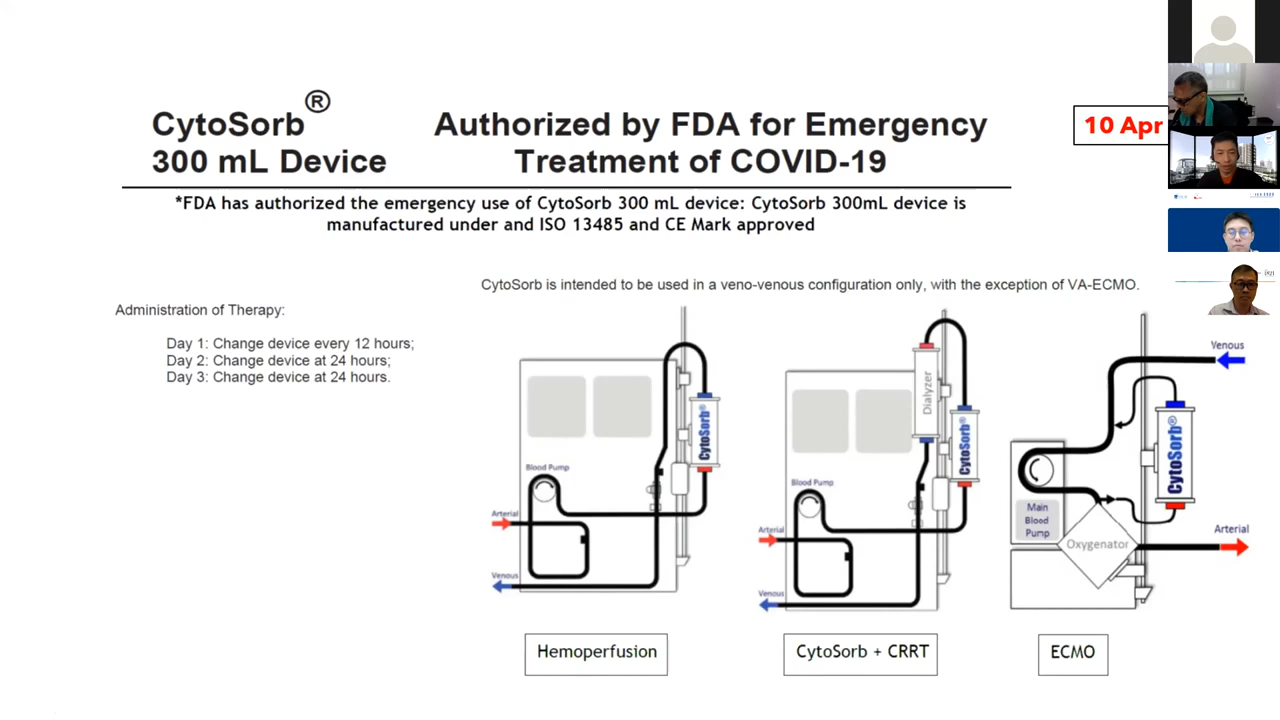 CytoSorb®
300 mL Device
Authorized by FDA for Emergency
Treatment of COVID-19
10 Apr
*FDA has authorized the emergency use of CytoSorb 300 mL device: CytoSorb 300mL device is
manufactured under and ISO 13485 and CE Mark approved
CytoSorb is intended to be used in a veno-venous configuration only, with the exception of VA-ECMO.
Administration of Therapy:
Day 1: Change device every 12 hours;
Day 2: Change device at 24 hours;
Day 3: Change device at 24 hours.
CytoSorb®
Blood Pump
Arterial
Venous
Hemoperfusion
Dialyzer
CytoSorb®
Blood Pump
Arterial
Venous
CytoSorb + CRRT
Venous
CytoSorb®
Main
Blood
Pump
Oxygenator
Arterial
ECMO